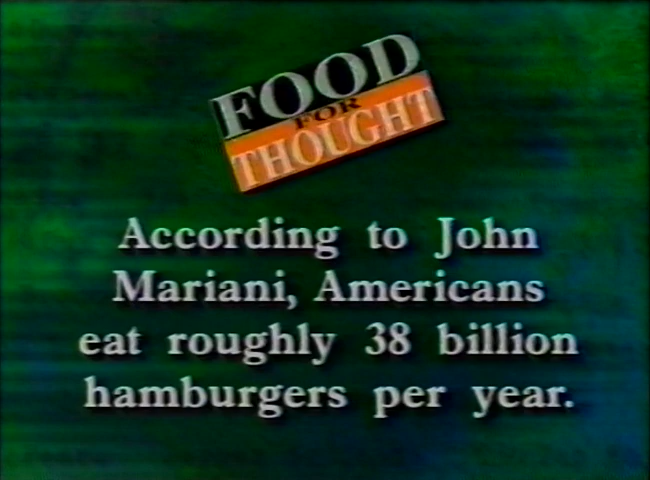 FOOD
FOR
THOUGHT
According to John
Mariani, Americans
eat roughly 38 billion
hamburgers per year.